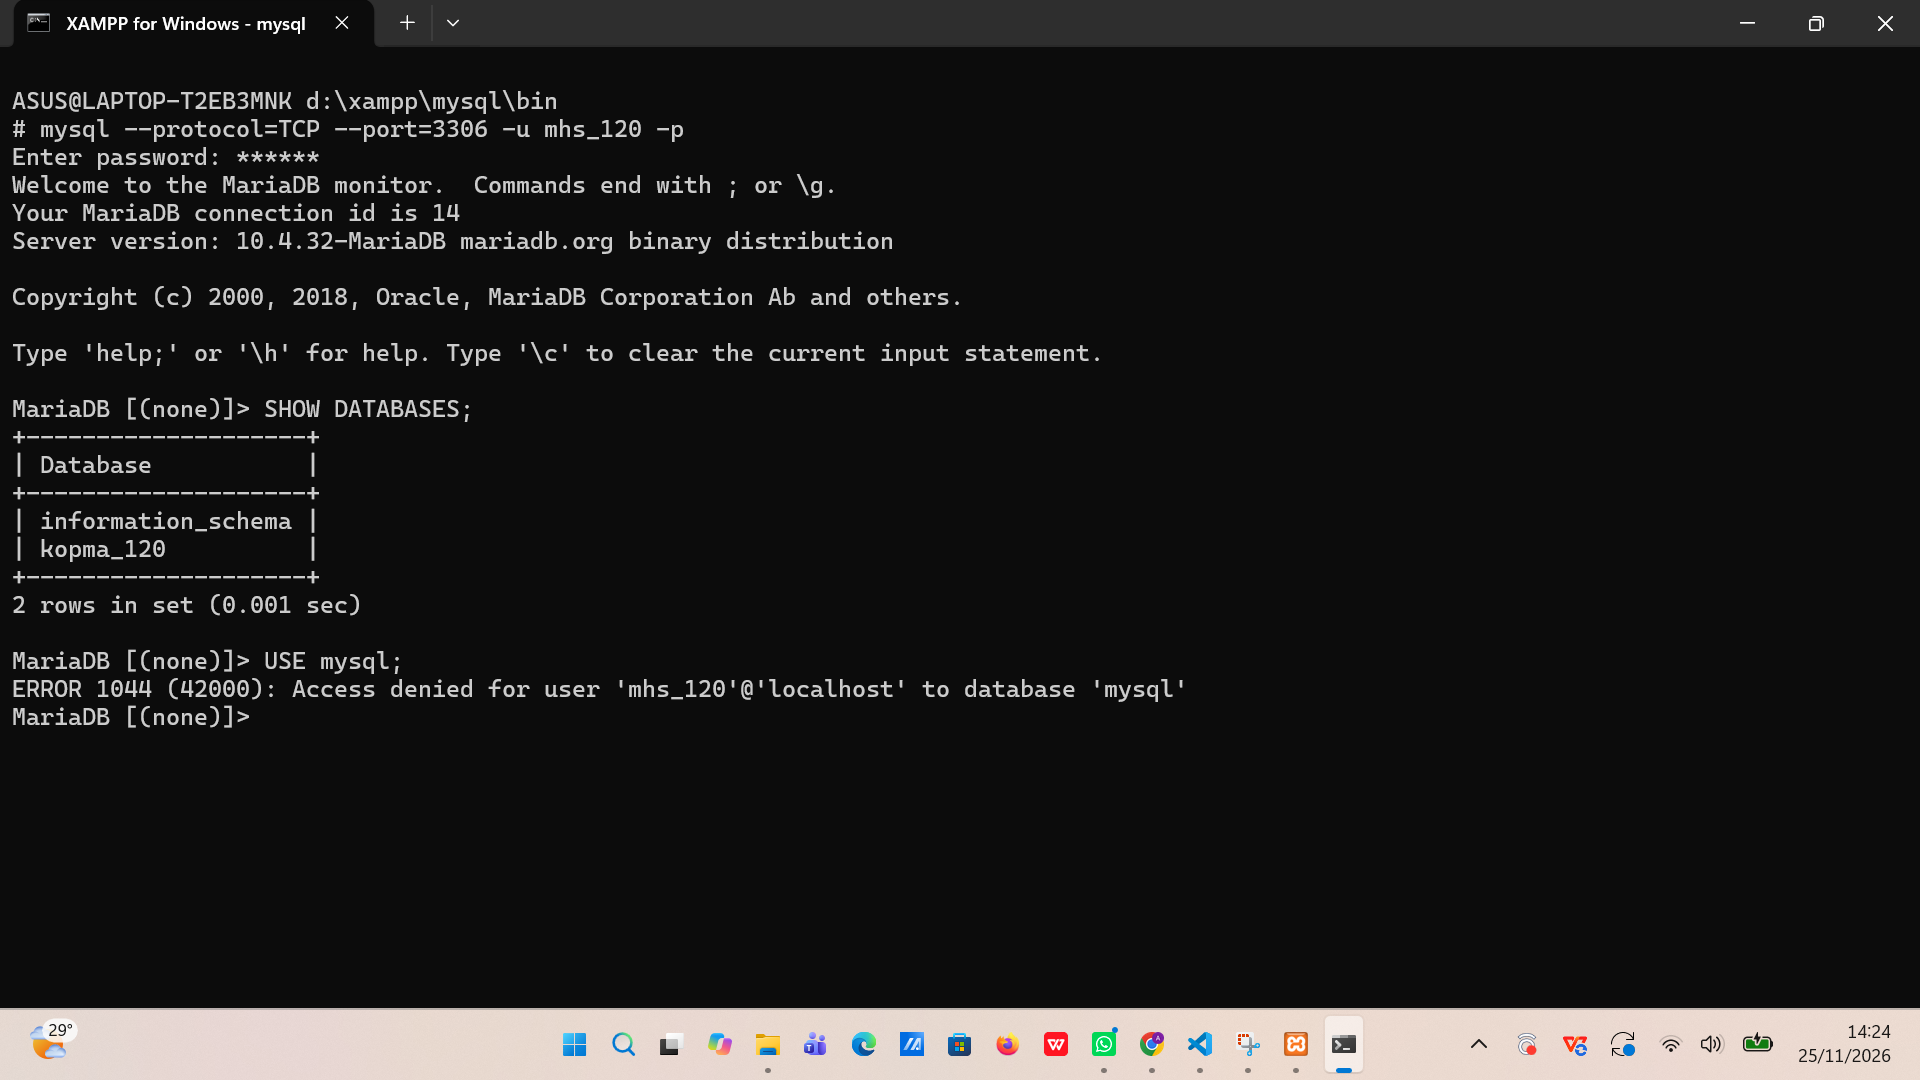 XAMPP for Windows - mysql
ASUS@LAPTOP-T2EB3MNK d:\xampp\mysql\bin
# mysql --protocol=TCP --port=3306 -u mhs_120 -p
Enter password: ******
Welcome to the MariaDB monitor.  Commands end with ; or \g.
Your MariaDB connection id is 14
Server version: 10.4.32-MariaDB mariadb.org binary distribution
Copyright (c) 2000, 2018, Oracle, MariaDB Corporation Ab and others.
Type 'help;' or '\h' for help. Type '\c' to clear the current input statement.
MariaDB [(none)]> SHOW DATABASES;
+--------------------+
| Database           |
+--------------------+
| information_schema |
| kopma_120          |
+--------------------+
2 rows in set (0.001 sec)
MariaDB [(none)]> USE mysql;
ERROR 1044 (42000): Access denied for user 'mhs_120'@'localhost' to database 'mysql'
MariaDB [(none)]>
29°
14:24
25/11/2026